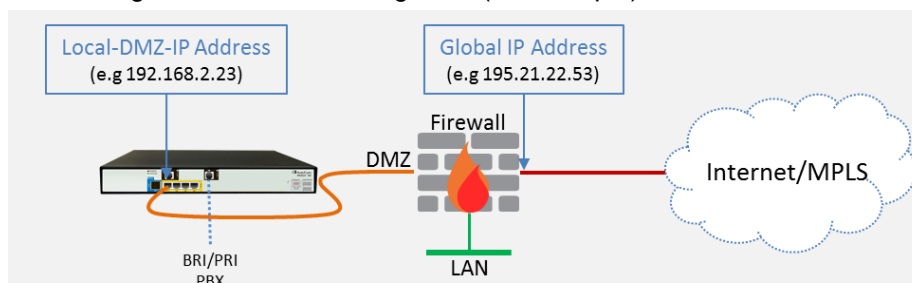 Local-DMZ-IP Address
(e.g 192.168.2.23)
Global IP Address
(e.g 195.21.22.53)
Firewall
DMZ
Internet/MPLS
BRI/PRI
PBX
LAN